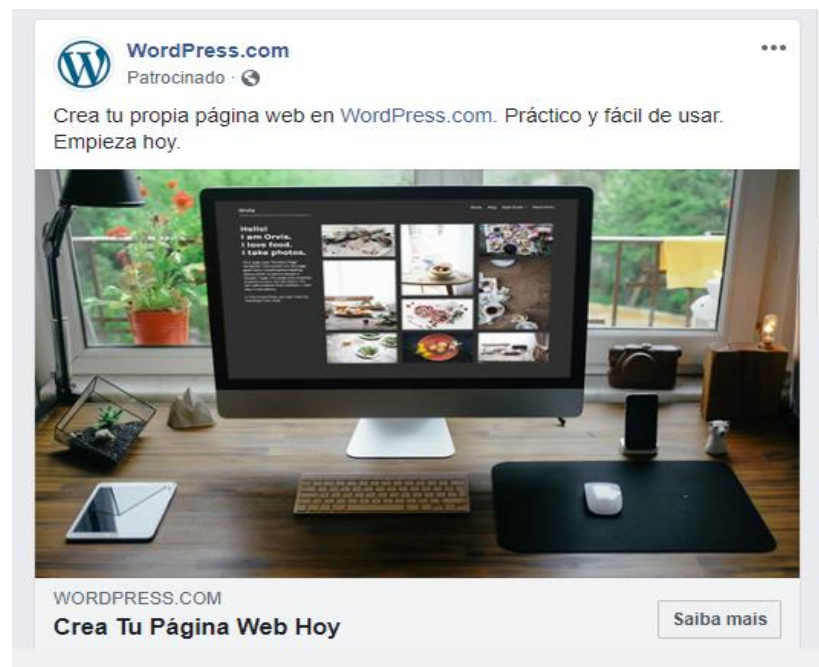 WordPress.com
Patrocinado ·
Crea tu propia página web en WordPress.com. Práctico y fácil de usar.
Empieza hoy.
Hello!
I am Orvis.
I love food.
I take photos.
WORDPRESS.COM
Crea Tu Página Web Hoy
Saiba mais